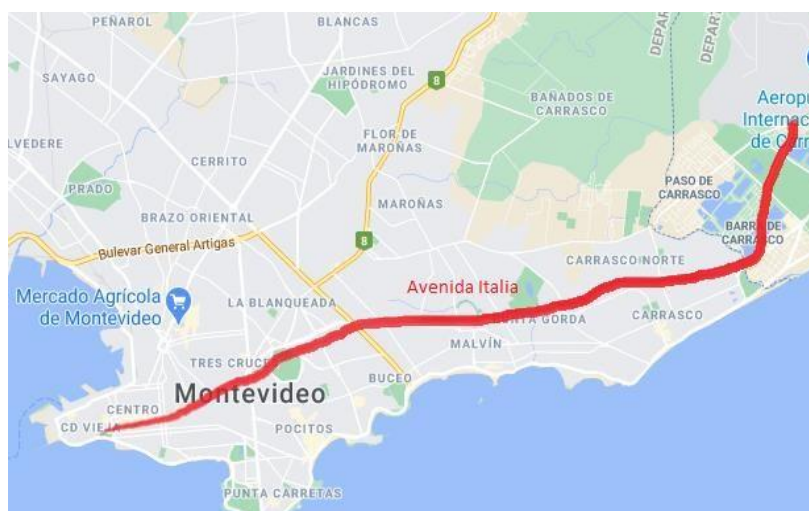 PEÑAROL
BLANCAS
SAYAGO
JARDINES DEL
HIPÓDROMO
8
BAÑADOS DE
CARRASCO
FLOR DE
MAROÑAS
CERRITO
PRADO
MAROÑAS
PASO DE
CARRASCO
BRAZO ORIENTAL
Bulevar General Artigas
8
CARRASCO NORTE
Mercado Agrícola
de Montevideo
LA BLANQUEADA
Avenida Italia
CARRASCO
TRES CRUCES
MALVÍN
BUCEO
Montevideo
CENTRO
POCITOS
PUNTA CARRETAS